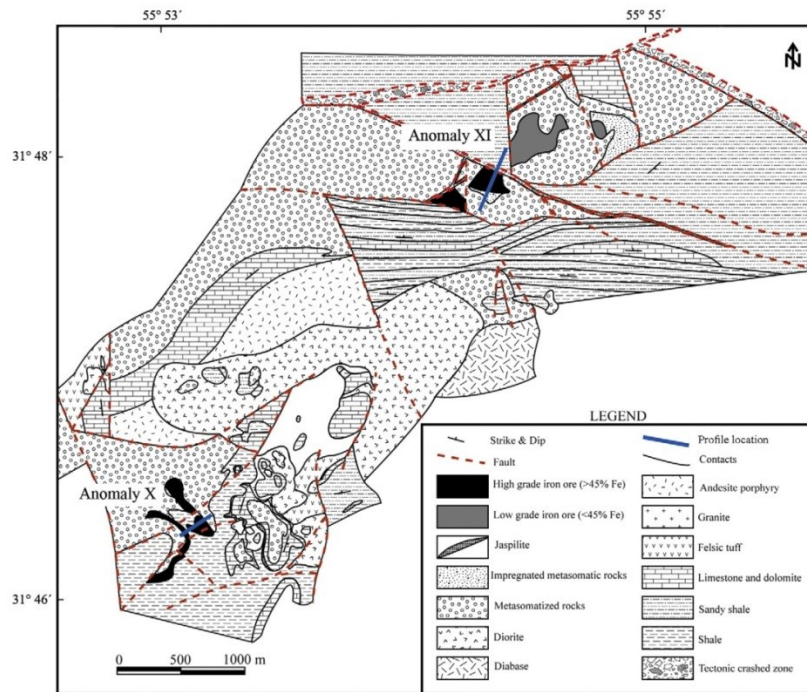 55° 53'
55° 55'
N
Anomaly XI
31° 48'
Anomaly X
31° 46'
0 500 1000 m
LEGEND
Strike & Dip
Profile location
Fault
Contacts
High grade iron ore (>45% Fe)
Andesite porphyry
Low grade iron ore (<45% Fe)
Granite
Jaspilite
Felsic tuff
Impregnated metasomatic rocks
Limestone and dolomite
Metasomatized rocks
Sandy shale
Diorite
Shale
Diabase
Tectonic crashed zone